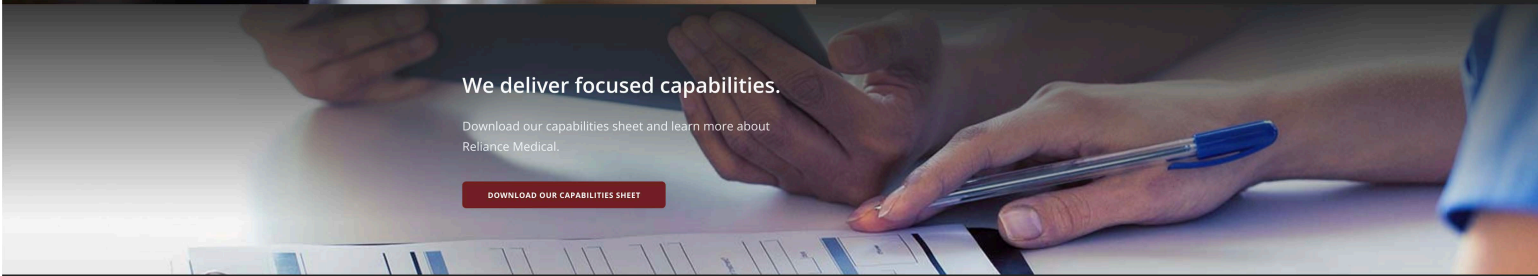 We deliver focused capabilities.
Download our capabilities sheet and learn more about
Reliance Medical.
DOWNLOAD OUR CAPABILITIES SHEET